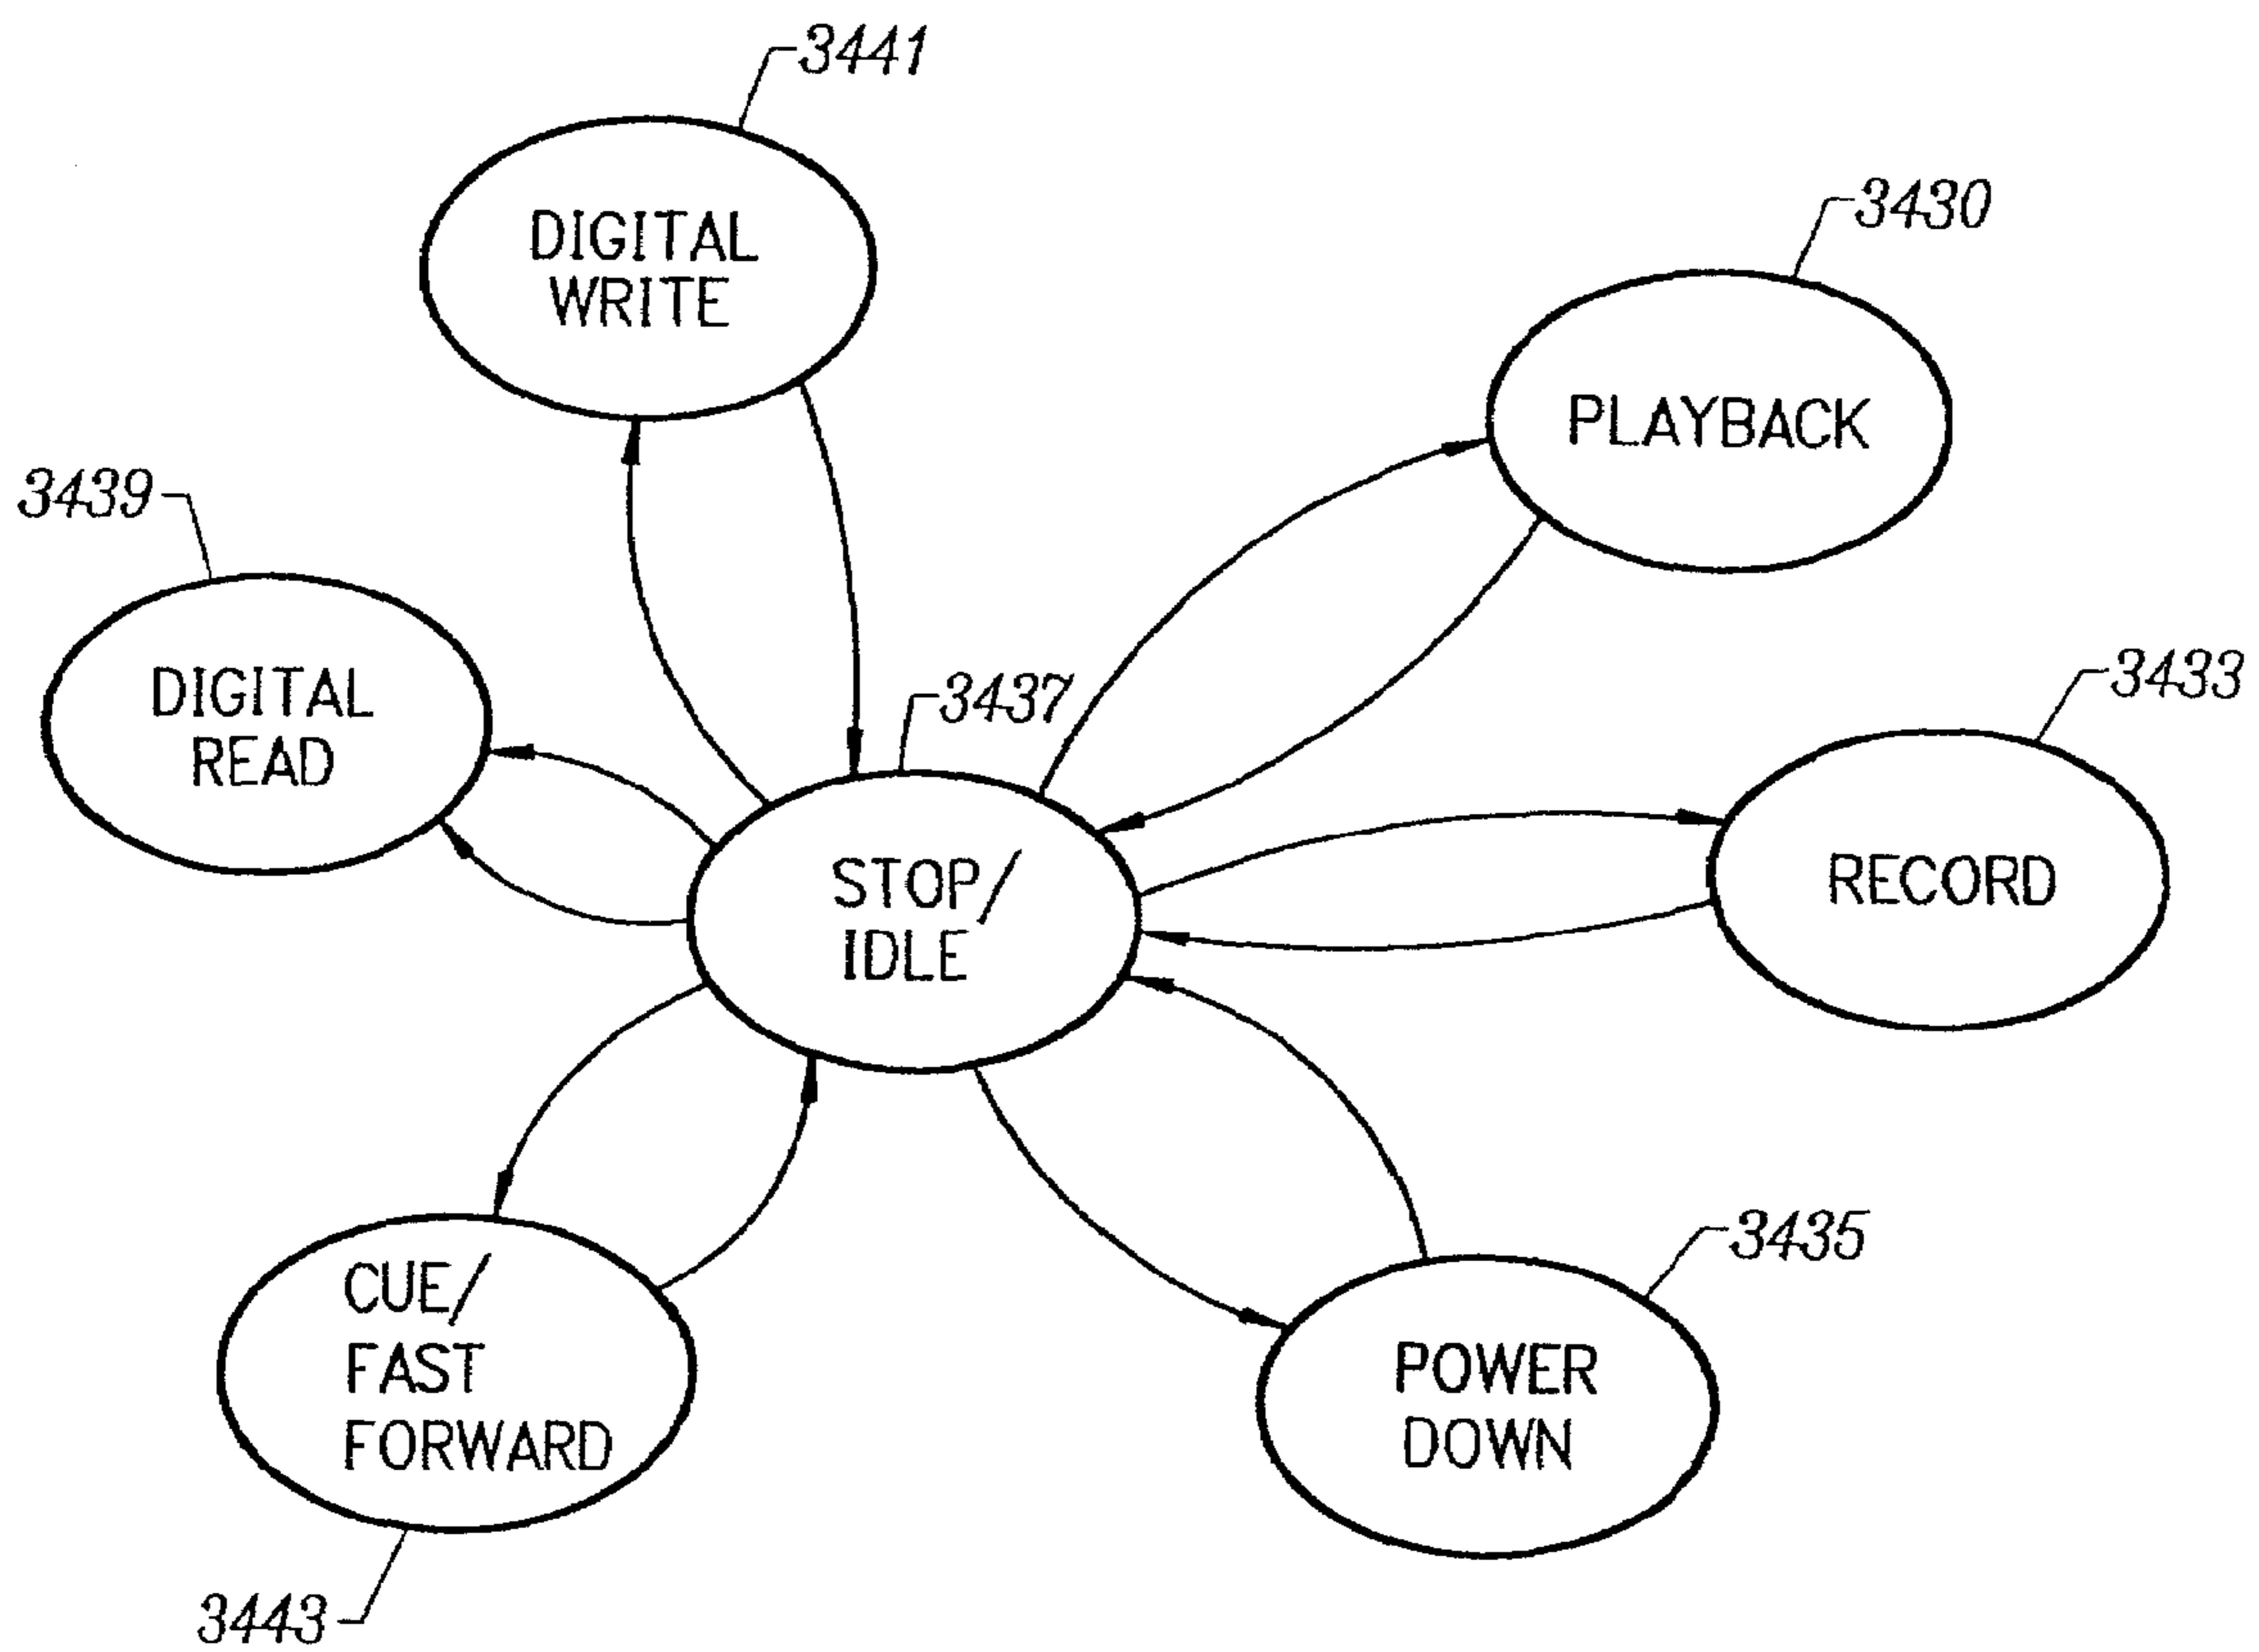 3441
DIGITAL
WRITE
3430
PLAYBACK
3439
DIGITAL
READ
3437
STOP/
IDLE
3433
RECORD
CUE/
FAST
FORWARD
3443
3435
POWER
DOWN